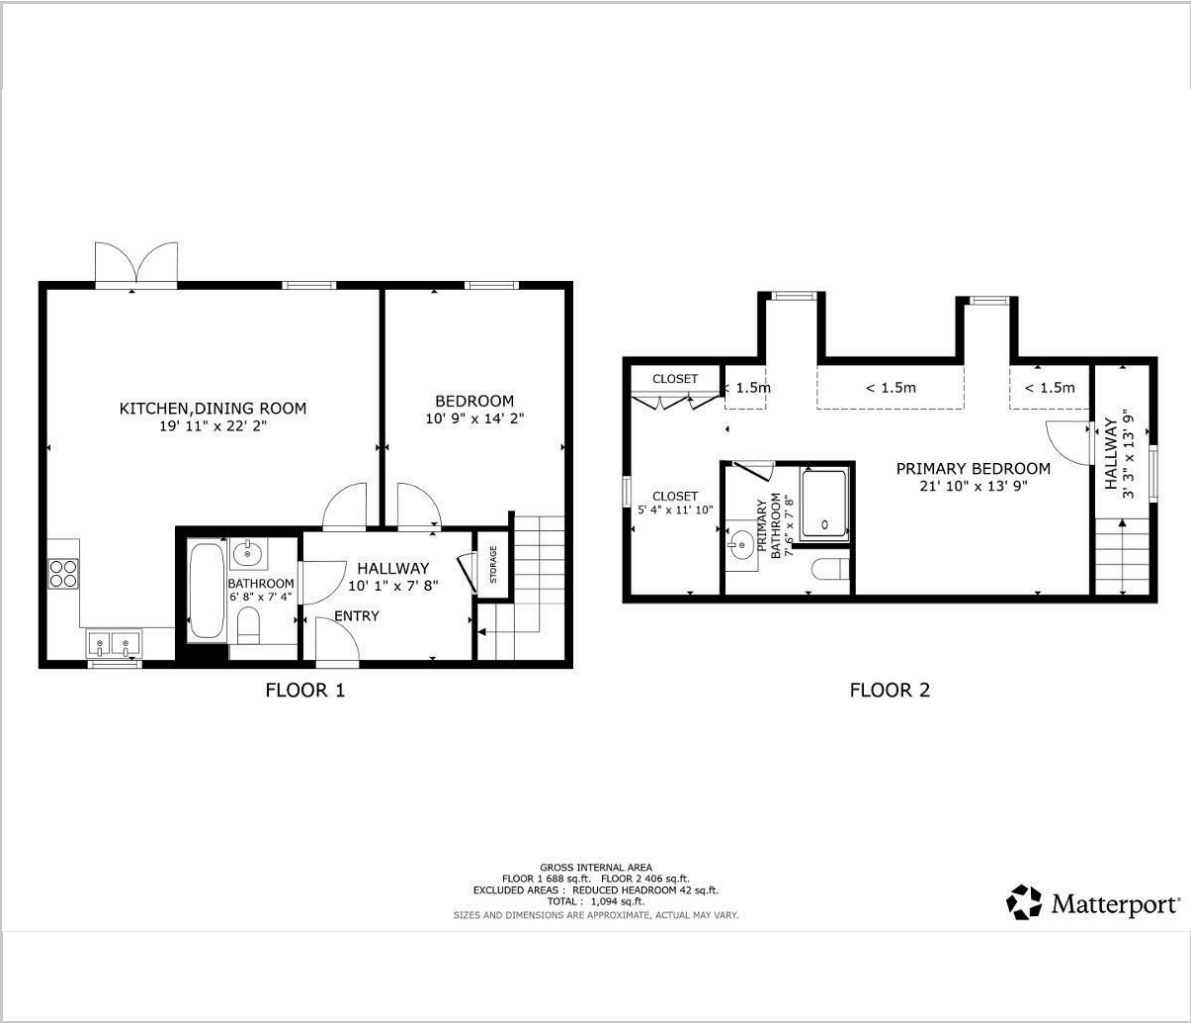 KITCHEN,DINING ROOM
19' 11" x 22' 2"
BEDROOM
10' 9" x 14' 2"
HALLWAY
10' 1" x 7' 8"
STORAGE
BATHROOM
6' 8" x 7' 4"
ENTRY
FLOOR 1
CLOSET
< 1.5m
< 1.5m
< 1.5m
HALLWAY
3' 3" x 13' 9"
PRIMARY BEDROOM
21' 10" x 13' 9"
CLOSET
5' 4" x 11' 10"
PRIMARY
BATHROOM
7' 6" x 7' 8"
FLOOR 2
GROSS INTERNAL AREA
FLOOR 1 688 sq.ft. FLOOR 2 406 sq.ft.
EXCLUDED AREAS : REDUCED HEADROOM 42 sq.ft.
TOTAL : 1,094 sq.ft.
SIZES AND DIMENSIONS ARE APPROXIMATE, ACTUAL MAY VARY.
Matterport